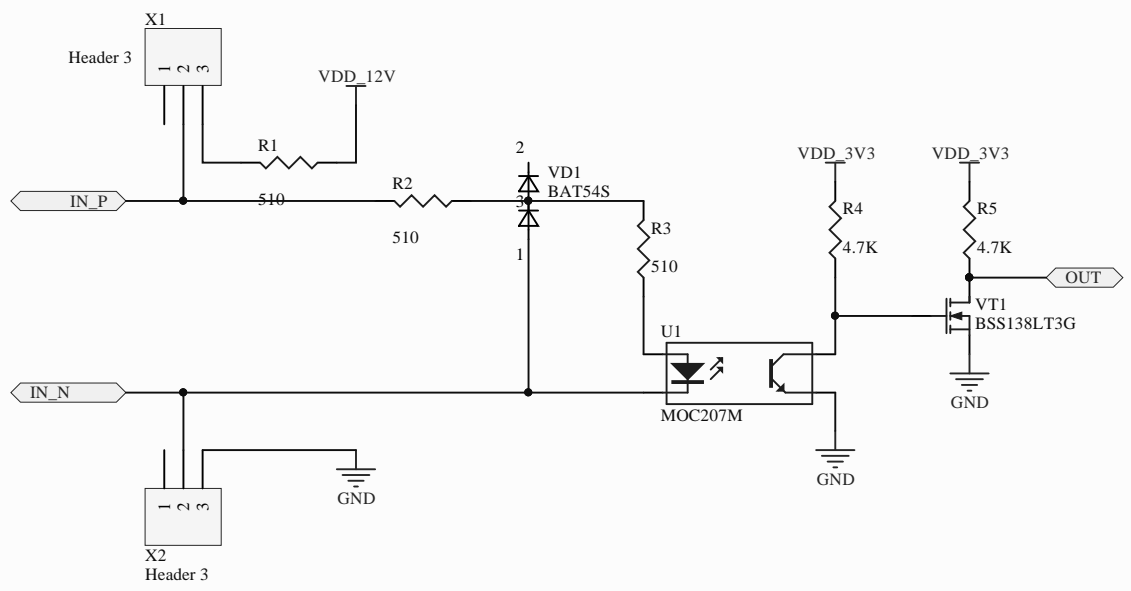 X1
Header 3
1 2 3
VDD_12V
R1
510
IN_P
R2
510
2
VD1
BAT54S
3
1
R3
510
VDD_3V3
VDD_3V3
R4
4.7K
R5
4.7K
OUT
VT1
BSS138LT3G
GND
U1
MOC207M
GND
IN_N
GND
1 2 3
X2
Header 3